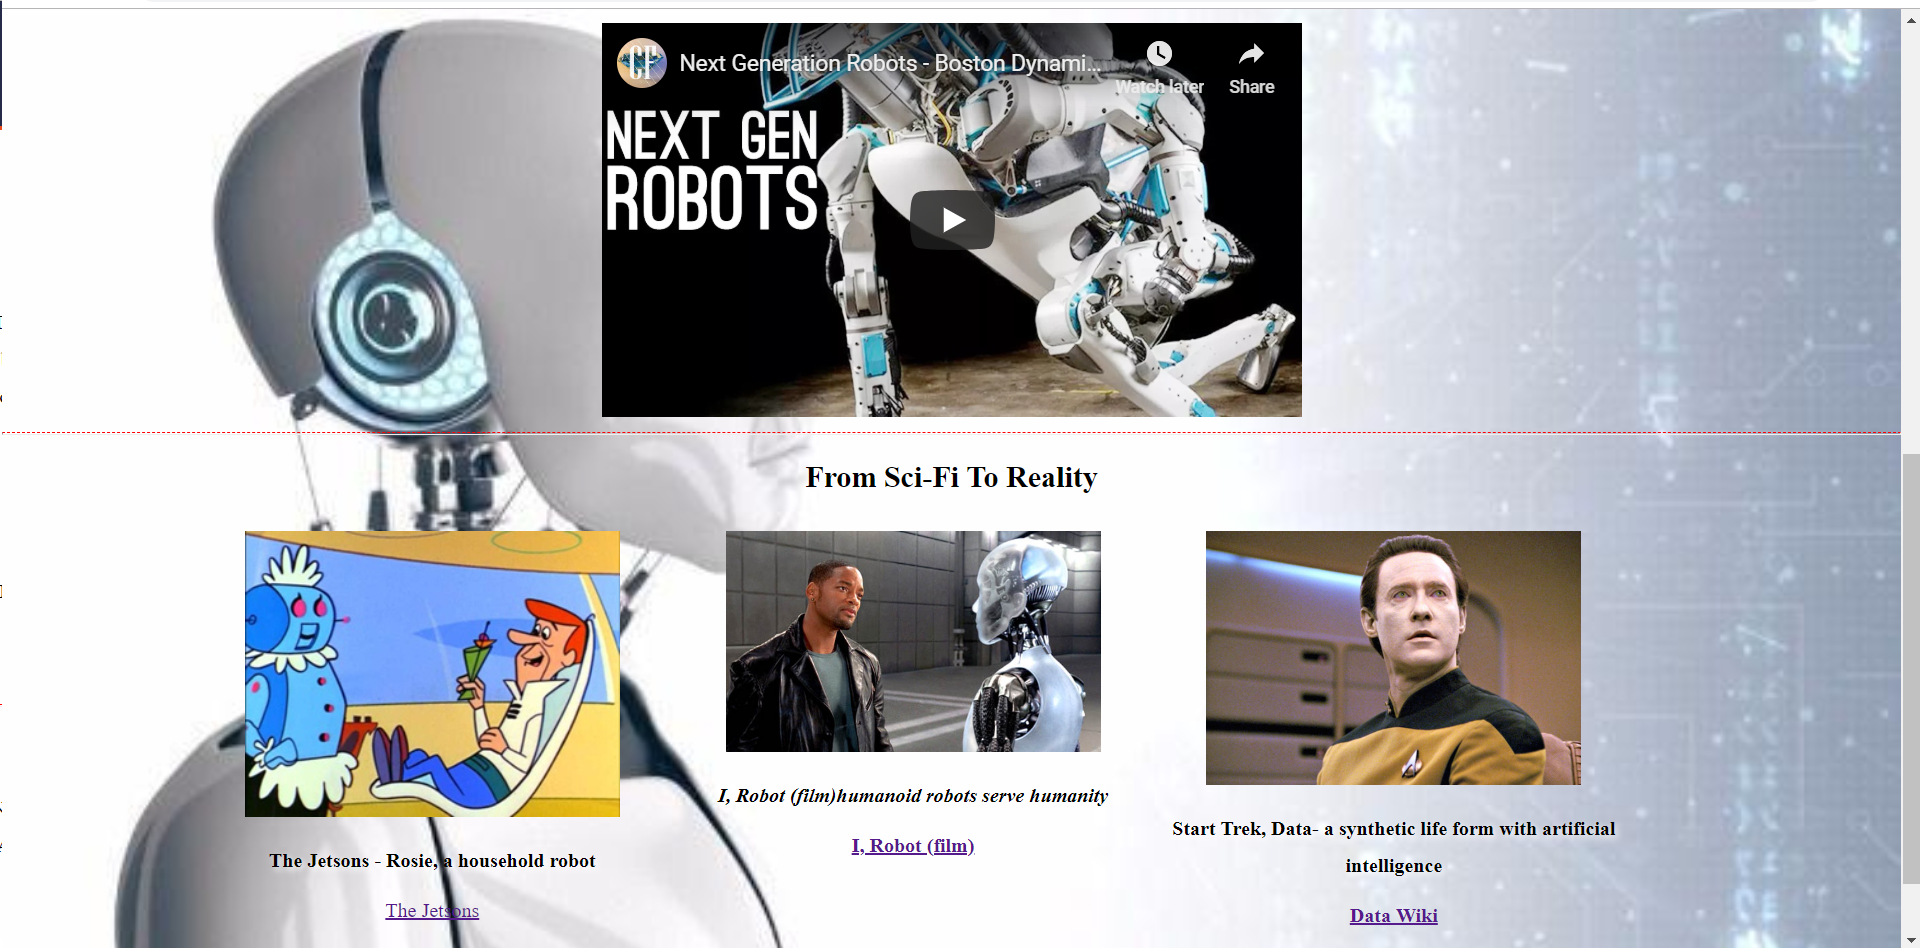 CF
Next Generation Robots - Boston Dynami...
Watch later
Share
NEXT GEN
ROBOTS
From Sci-Fi To Reality
The Jetsons - Rosie, a household robot
The Jetsons
I, Robot (film)humanoid robots serve humanity
I, Robot (film)
Start Trek, Data- a synthetic life form with artificial
intelligence
Data Wiki